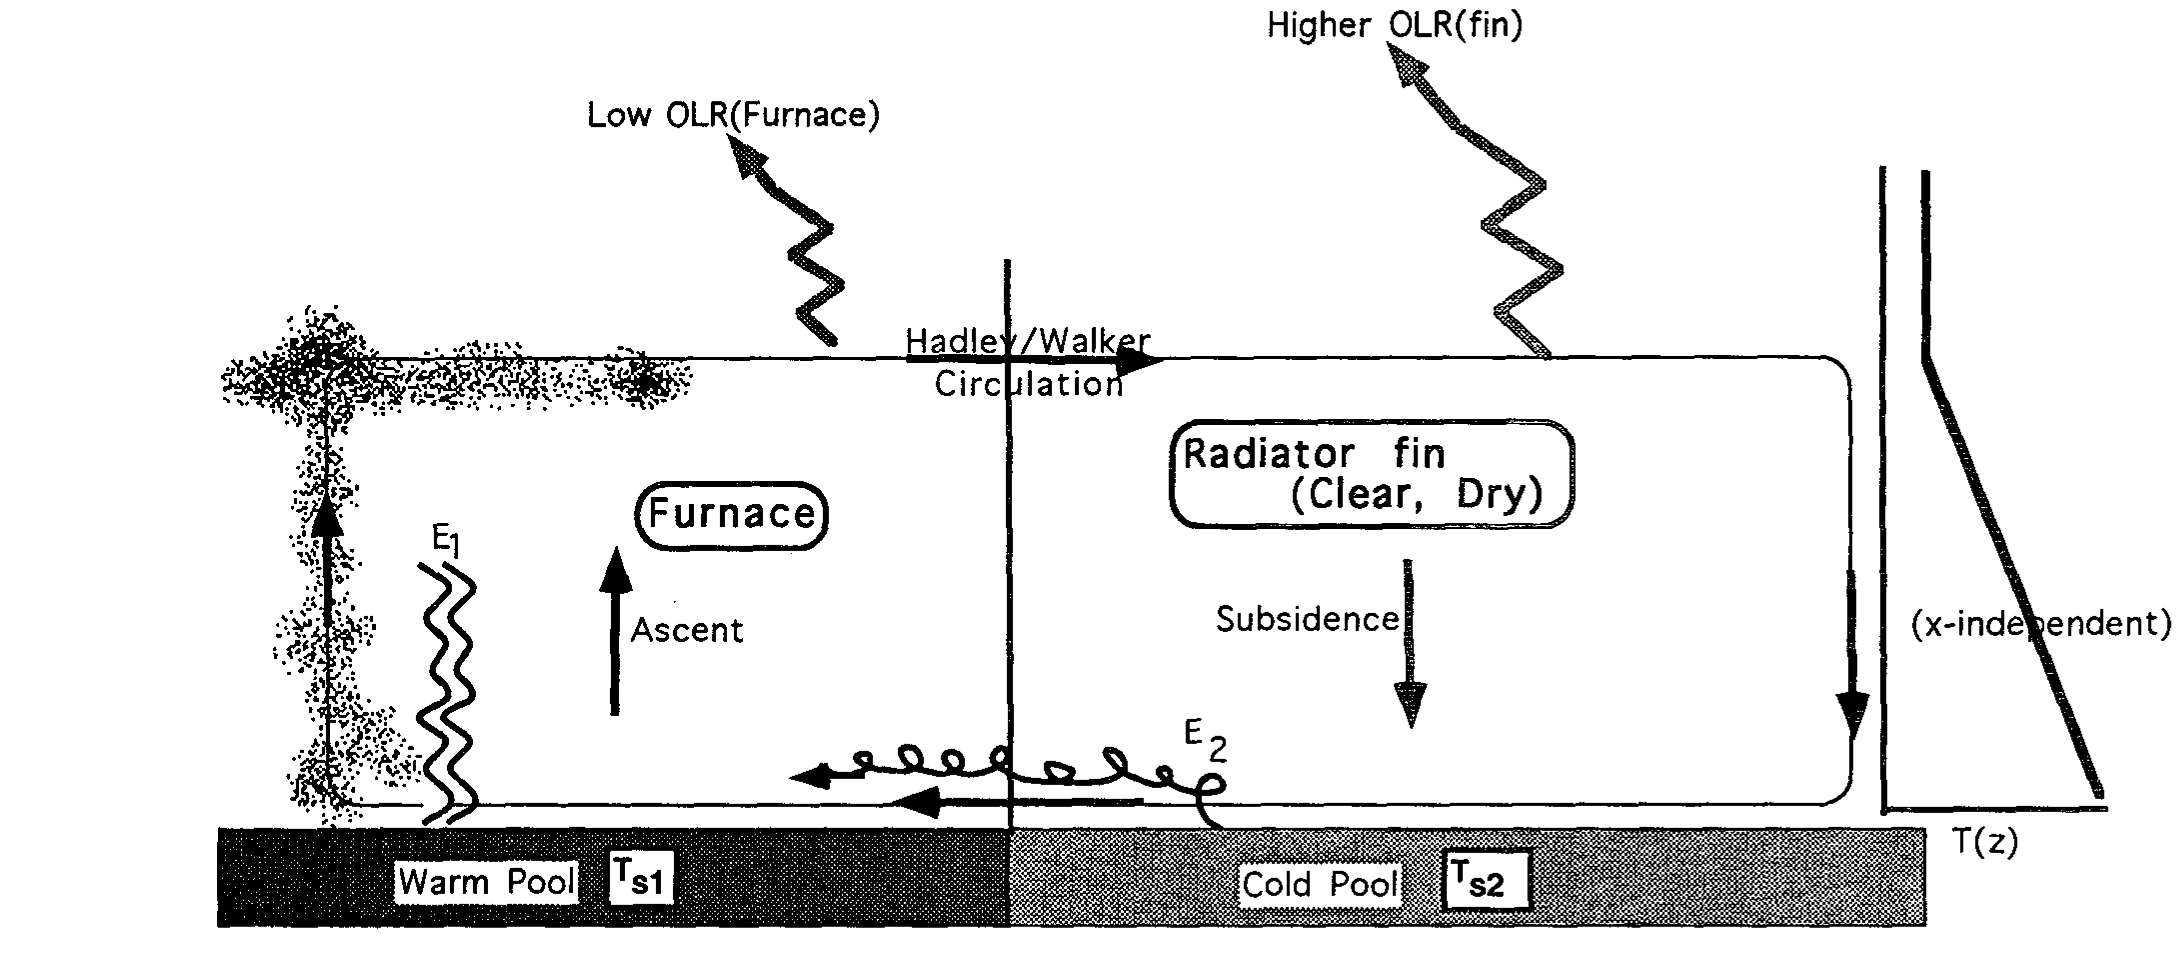 Higher OLR(fin)
Low OLR(Furnace)
Hadley/Walker
Circulation
Radiator fin
(Clear, Dry)
Furnace
E1
Ascent
Subsidence
(x-independent)
E2
T(z)
Warm Pool Ts1
Cold Pool Ts2